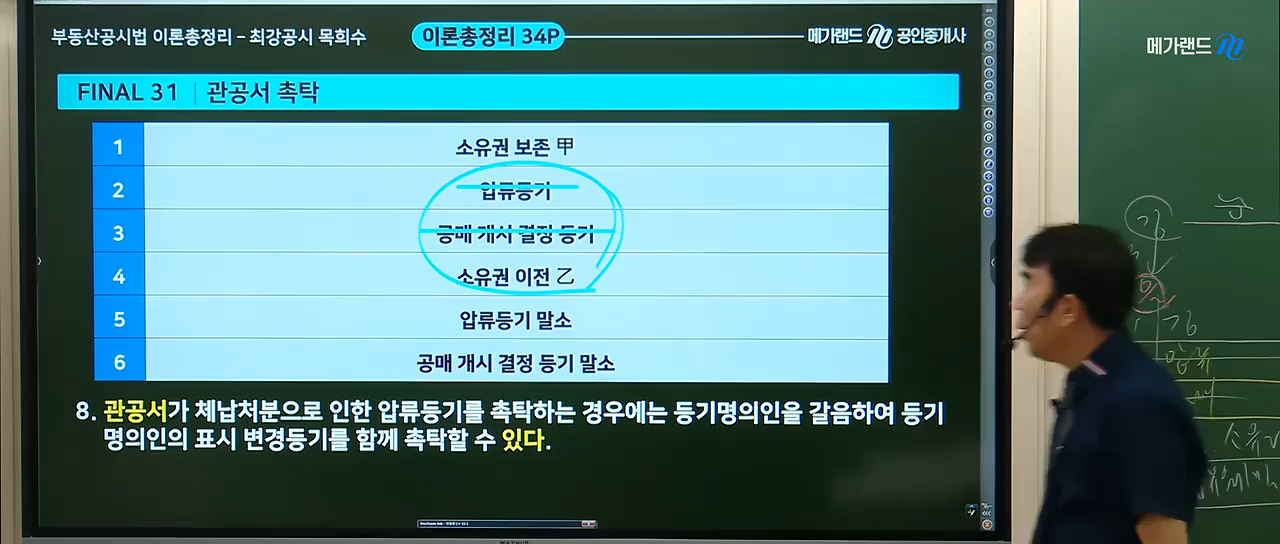 부동산공시법 이론총정리 - 최강공시 목희수
이론총정리 34P
메가랜드 공인중개사
메가랜드
FINAL 31 | 관공서 촉탁
1 소유권 보존 甲
2 압류등기
3 공매 개시 결정 등기
4 소유권 이전 乙
5 압류등기 말소
6 공매 개시 결정 등기 말소
8. 관공서가 체납처분으로 인한 압류등기를 촉탁하는 경우에는 등기명의인을 갈음하여 등기
명의인의 표시 변경등기를 함께 촉탁할 수 있다.